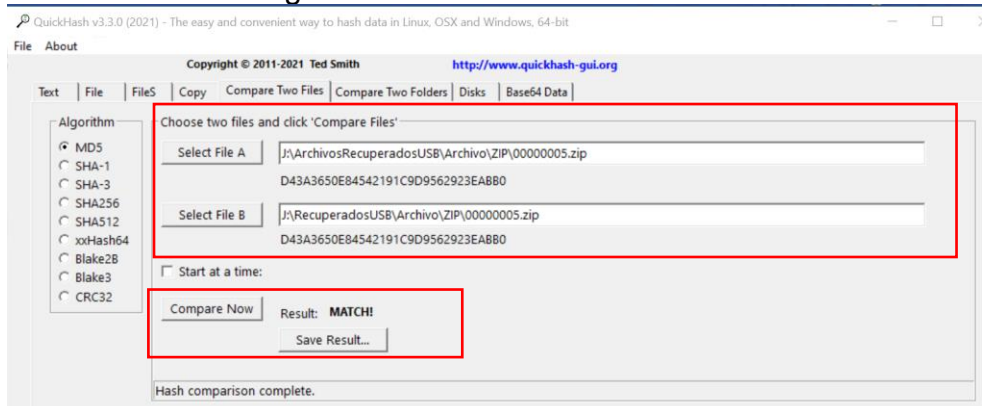 QuickHash v3.3.0 (2021) - The easy and convenient way to hash data in Linux, OSX and Windows, 64-bit
File About
Copyright © 2011-2021 Ted Smith http://www.quickhash-gui.org
Text File FileS Copy Compare Two Files Compare Two Folders Disks Base64 Data
Algorithm
MD5
SHA-1
SHA-3
SHA256
SHA512
xxHash64
Blake2B
Blake3
CRC32
Choose two files and click 'Compare Files'
Select File A J:\ArchivosRecuperadosUSB\Archivo\ZIP\00000005.zip
D43A3650E84542191C9D9562923EABB0
Select File B J:\RecuperadosUSB\Archivo\ZIP\00000005.zip
D43A3650E84542191C9D9562923EABB0
Start at a time:
Compare Now Result: MATCH!
Save Result...
Hash comparison complete.